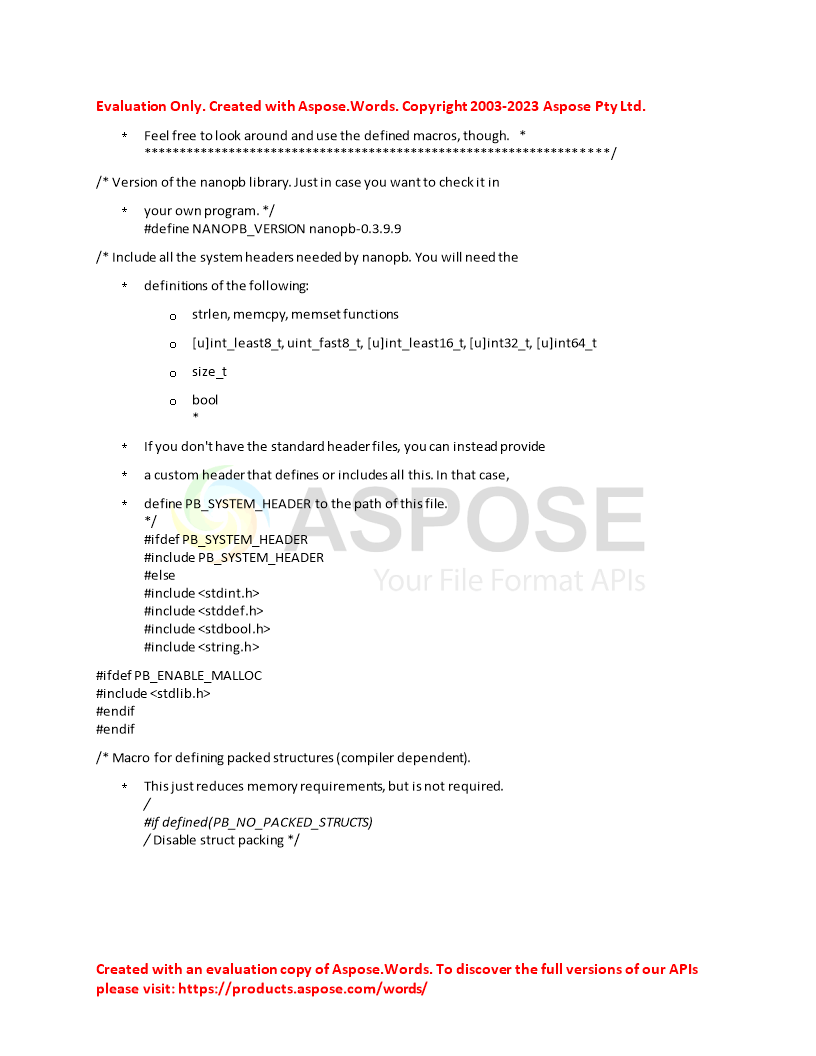 Evaluation Only. Created with Aspose.Words. Copyright 2003-2023 Aspose Pty Ltd.
* Feel free to look around and use the defined macros, though. *
******************************************************************/
/* Version of the nanopb library. Just in case you want to check it in
* your own program. */
#define NANOPB_VERSION nanopb-0.3.9.9
/* Include all the system headers needed by nanopb. You will need the
* definitions of the following:
o strlen, memcpy, memset functions
o [u]int_least8_t, uint_fast8_t, [u]int_least16_t, [u]int32_t, [u]int64_t
o size_t
o bool
*
* If you don't have the standard header files, you can instead provide
* a custom header that defines or includes all this. In that case,
* define PB_SYSTEM_HEADER to the path of this file.
*/
#ifdef PB_SYSTEM_HEADER
#include PB_SYSTEM_HEADER
#else
#include <stdint.h>
#include <stddef.h>
#include <stdbool.h>
#include <string.h>
ASPOSE
Your File Format APIs
#ifdef PB_ENABLE_MALLOC
#include <stdlib.h>
#endif
#endif
/* Macro for defining packed structures (compiler dependent).
* This just reduces memory requirements, but is not required.
/
#if defined(PB_NO_PACKED_STRUCTS)
/ Disable struct packing */
Created with an evaluation copy of Aspose.Words. To discover the full versions of our APIs
please visit: https://products.aspose.com/words/